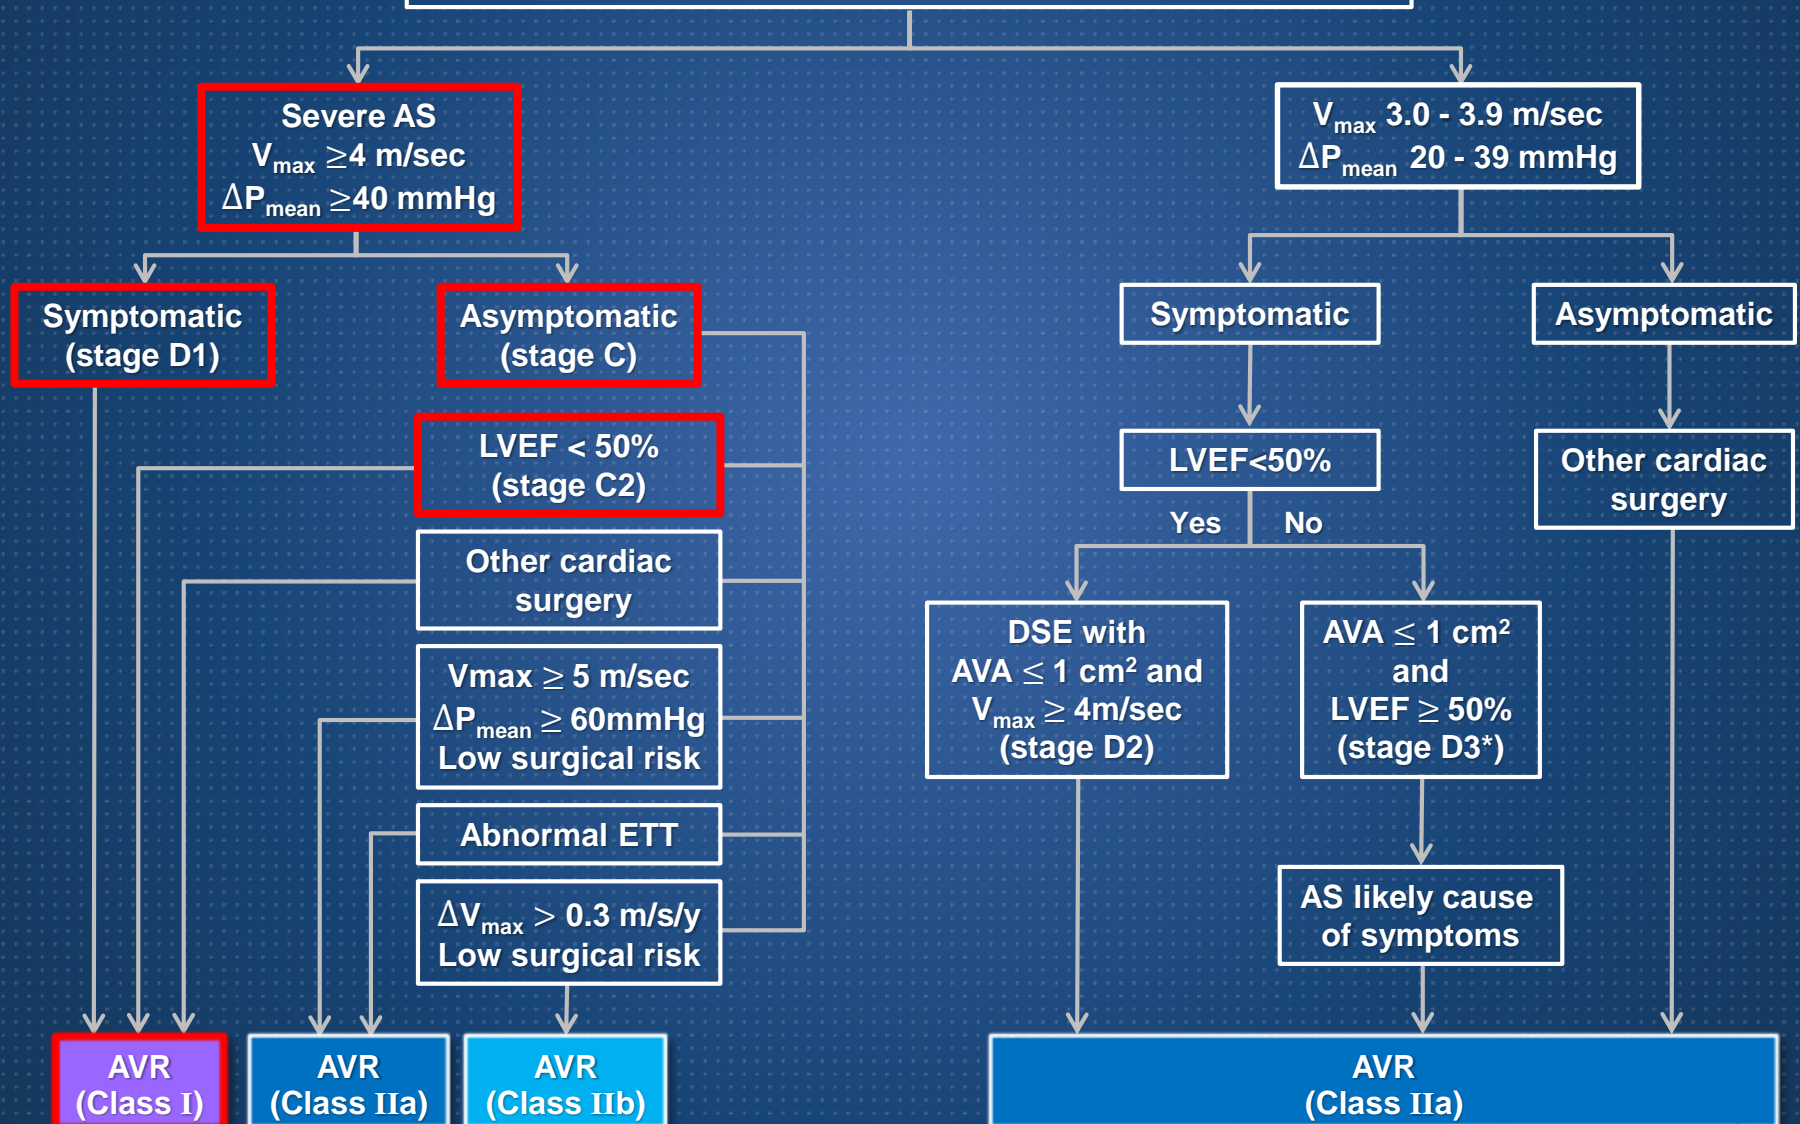 Severe AS
Vmax ≥4 m/sec
ΔPmean ≥40 mmHg
Vmax 3.0 - 3.9 m/sec
ΔPmean 20 - 39 mmHg
Symptomatic
(stage D1)
Asymptomatic
(stage C)
Symptomatic
Asymptomatic
LVEF < 50%
(stage C2)
LVEF<50%
Other cardiac
surgery
Yes
No
Other cardiac
surgery
Vmax ≥ 5 m/sec
ΔPmean ≥ 60mmHg
Low surgical risk
DSE with
AVA ≤ 1 cm²  and
Vmax ≥ 4m/sec
(stage D2)
AVA ≤ 1 cm²
and
LVEF ≥ 50%
(stage D3*)
Abnormal ETT
ΔVmax > 0.3 m/s/y
Low surgical risk
AS likely cause
of symptoms
AVR
(Class I)
AVR
(Class IIa)
AVR
(Class IIb)
AVR
(Class IIa)